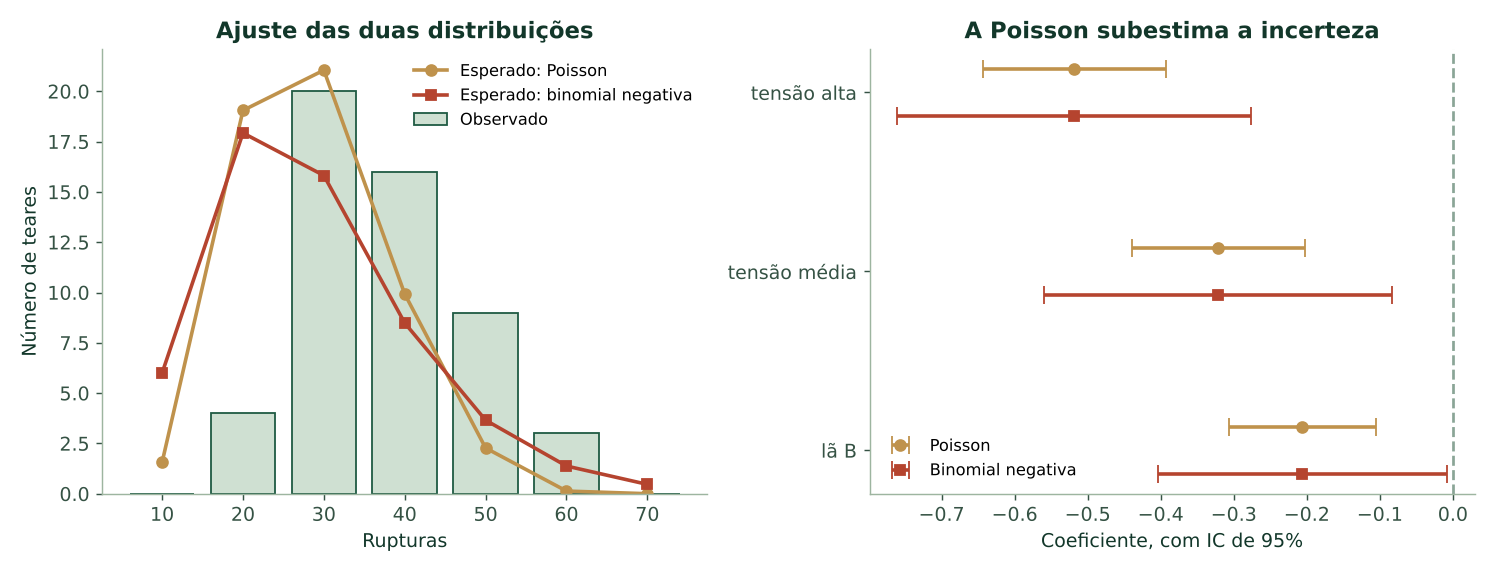 Ajuste das duas distribuições
Número de teares
20.0
17.5
15.0
12.5
10.0
7.5
5.0
2.5
0.0
Esperado: Poisson
Esperado: binomial negativa
Observado
10 20 30 40 50 60 70
Rupturas
A Poisson subestima a incerteza
tensão alta
tensão média
lã B
Poisson
Binomial negativa
−0.7 −0.6 −0.5 −0.4 −0.3 −0.2 −0.1 0.0
Coeficiente, com IC de 95%